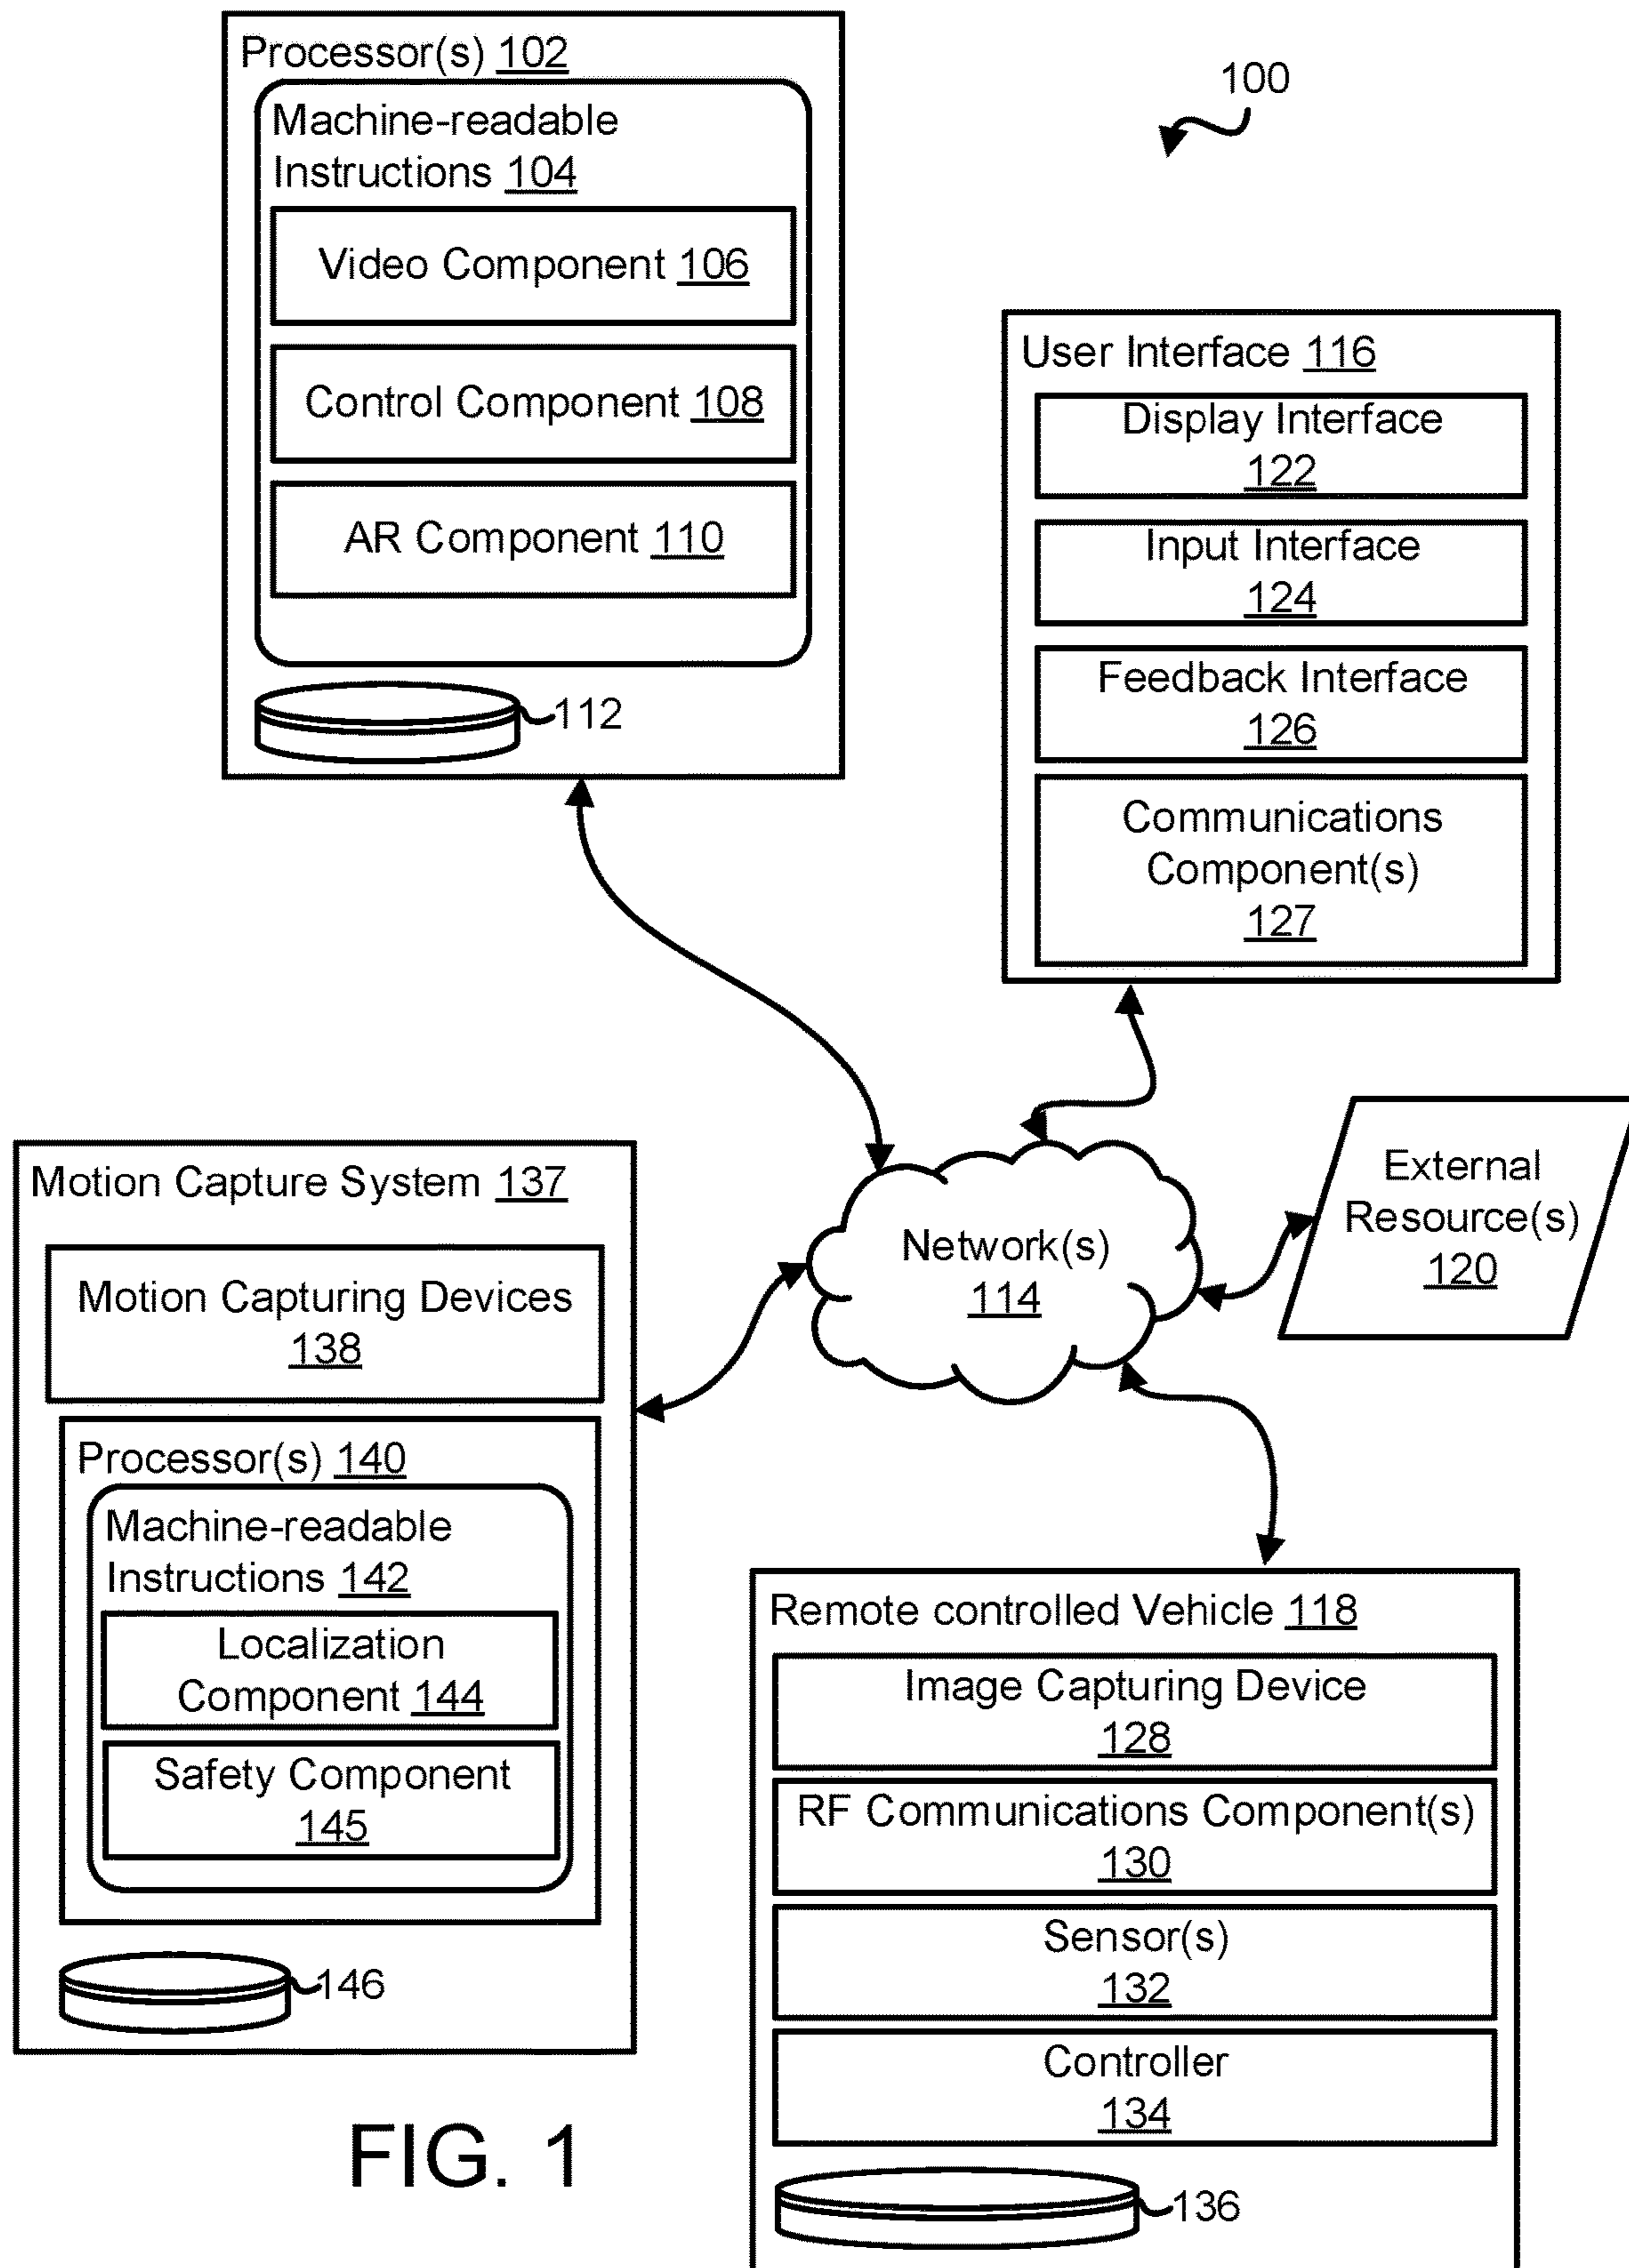 Processor(s) 102
Machine-readable
Instructions 104
Video Component 106
Control Component 108
AR Component 110
112
100
User Interface 116
Display Interface
122
Input Interface
124
Feedback Interface
126
Communications
Component(s)
127
Motion Capture System 137
Motion Capturing Devices
138
Processor(s) 140
Machine-readable
Instructions 142
Localization
Component 144
Safety Component
145
146
Network(s)
114
External
Resource(s)
120
Remote controlled Vehicle 118
Image Capturing Device
128
RF Communications Component(s)
130
Sensor(s)
132
Controller
134
136
FIG. 1